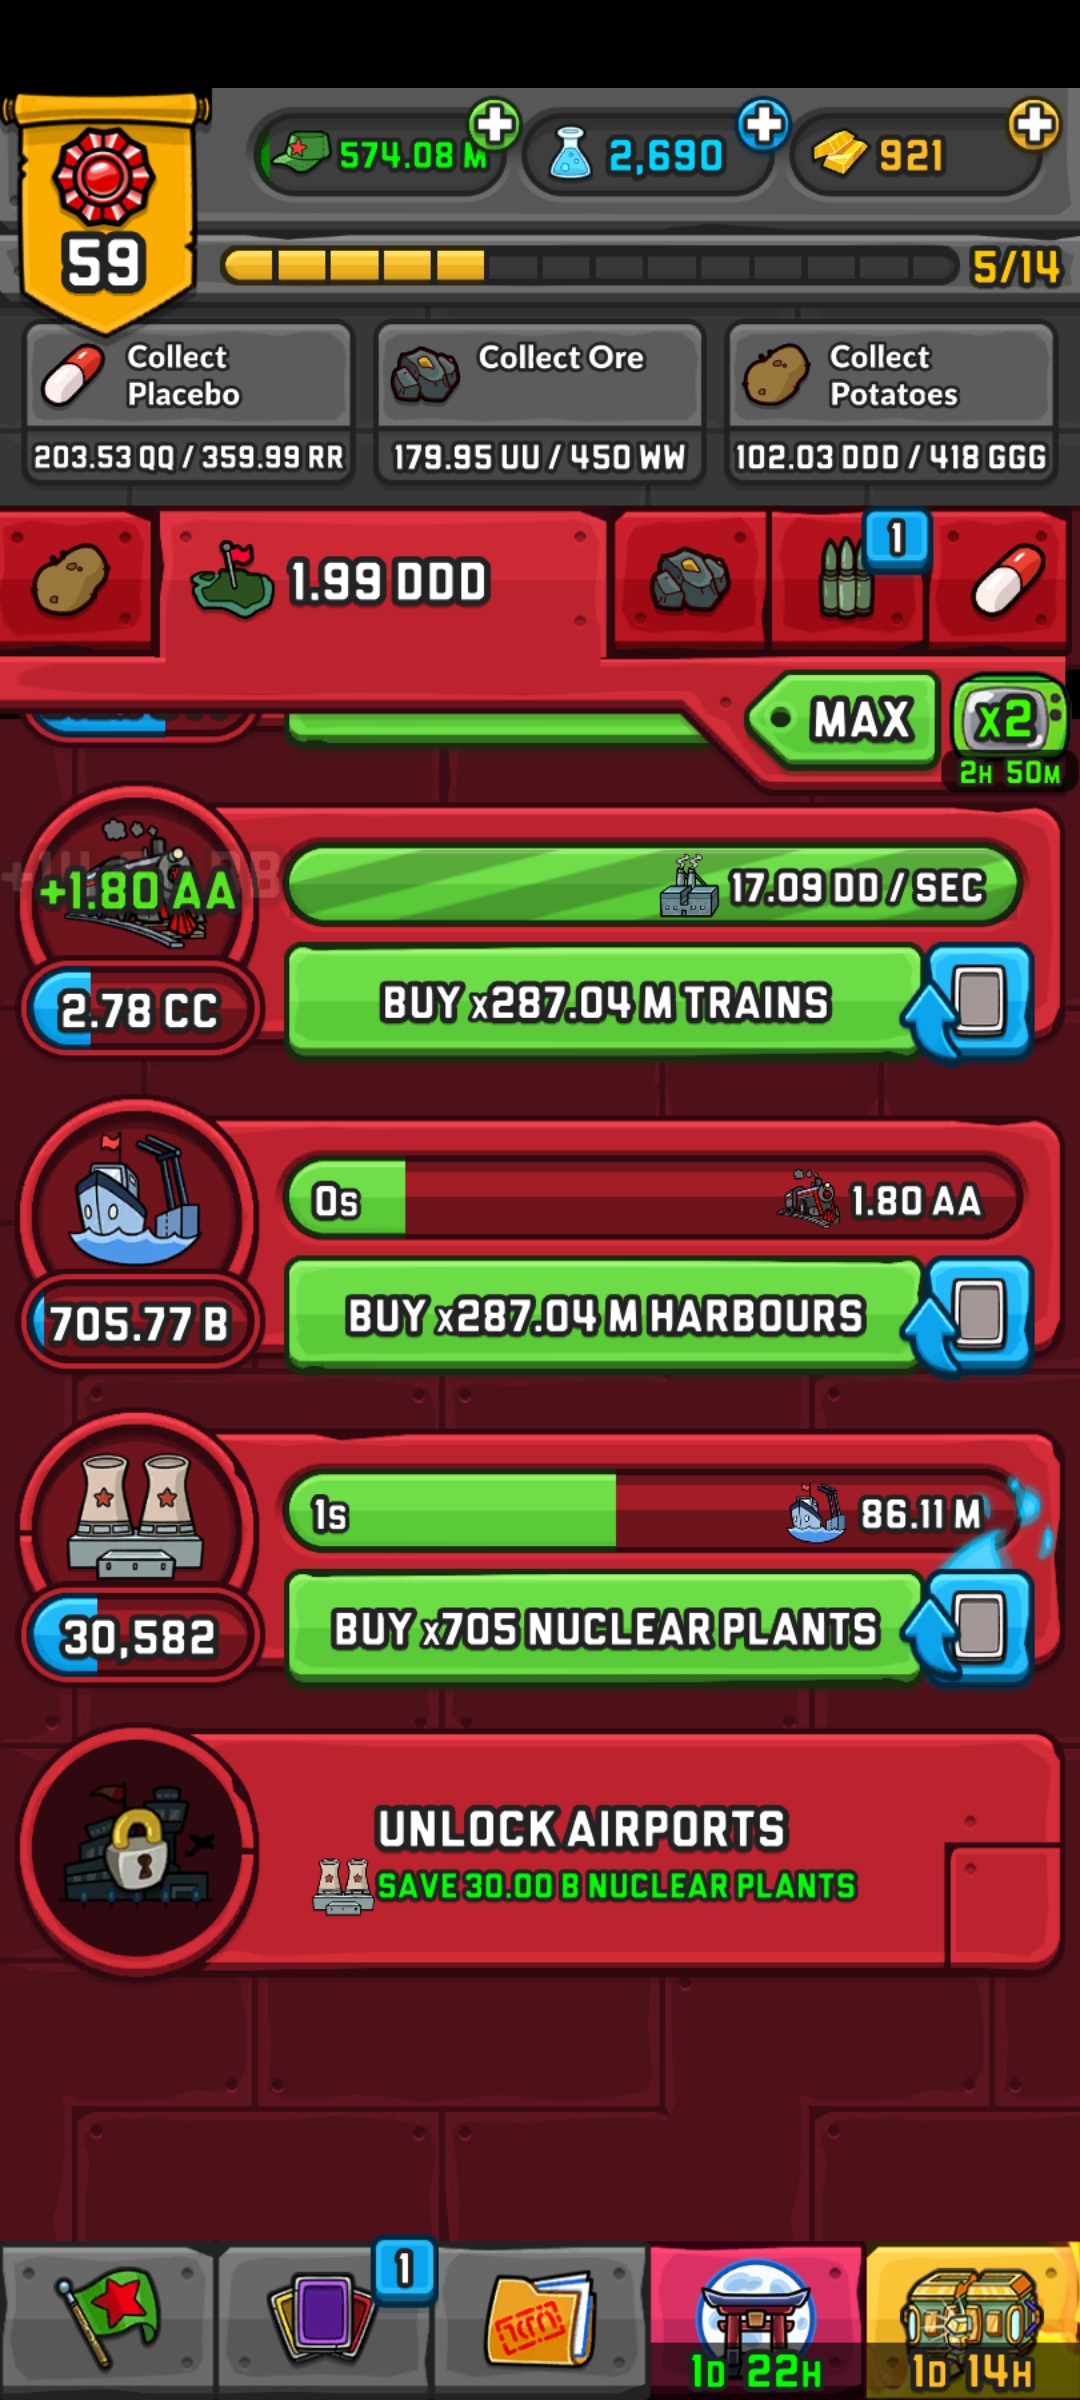 574.08 M
2,690
921
59
5/14
Collect
Placebo
203.53 QQ / 359.99 RR
Collect Ore
179.95 UU / 450 WW
Collect
Potatoes
102.03 DDD / 418 GGG
1.99 DDD
1
MAX
x2
2H 50M
+1.80 AA
17.09 DD / SEC
2.78 CC
BUY x287.04 M TRAINS
0s
1.80 AA
705.77 B
BUY x287.04 M HARBOURS
1s
86.11 M
30,582
BUY x705 NUCLEAR PLANTS
UNLOCK AIRPORTS
SAVE 30.00 B NUCLEAR PLANTS
1
1D 22H
1D 14H